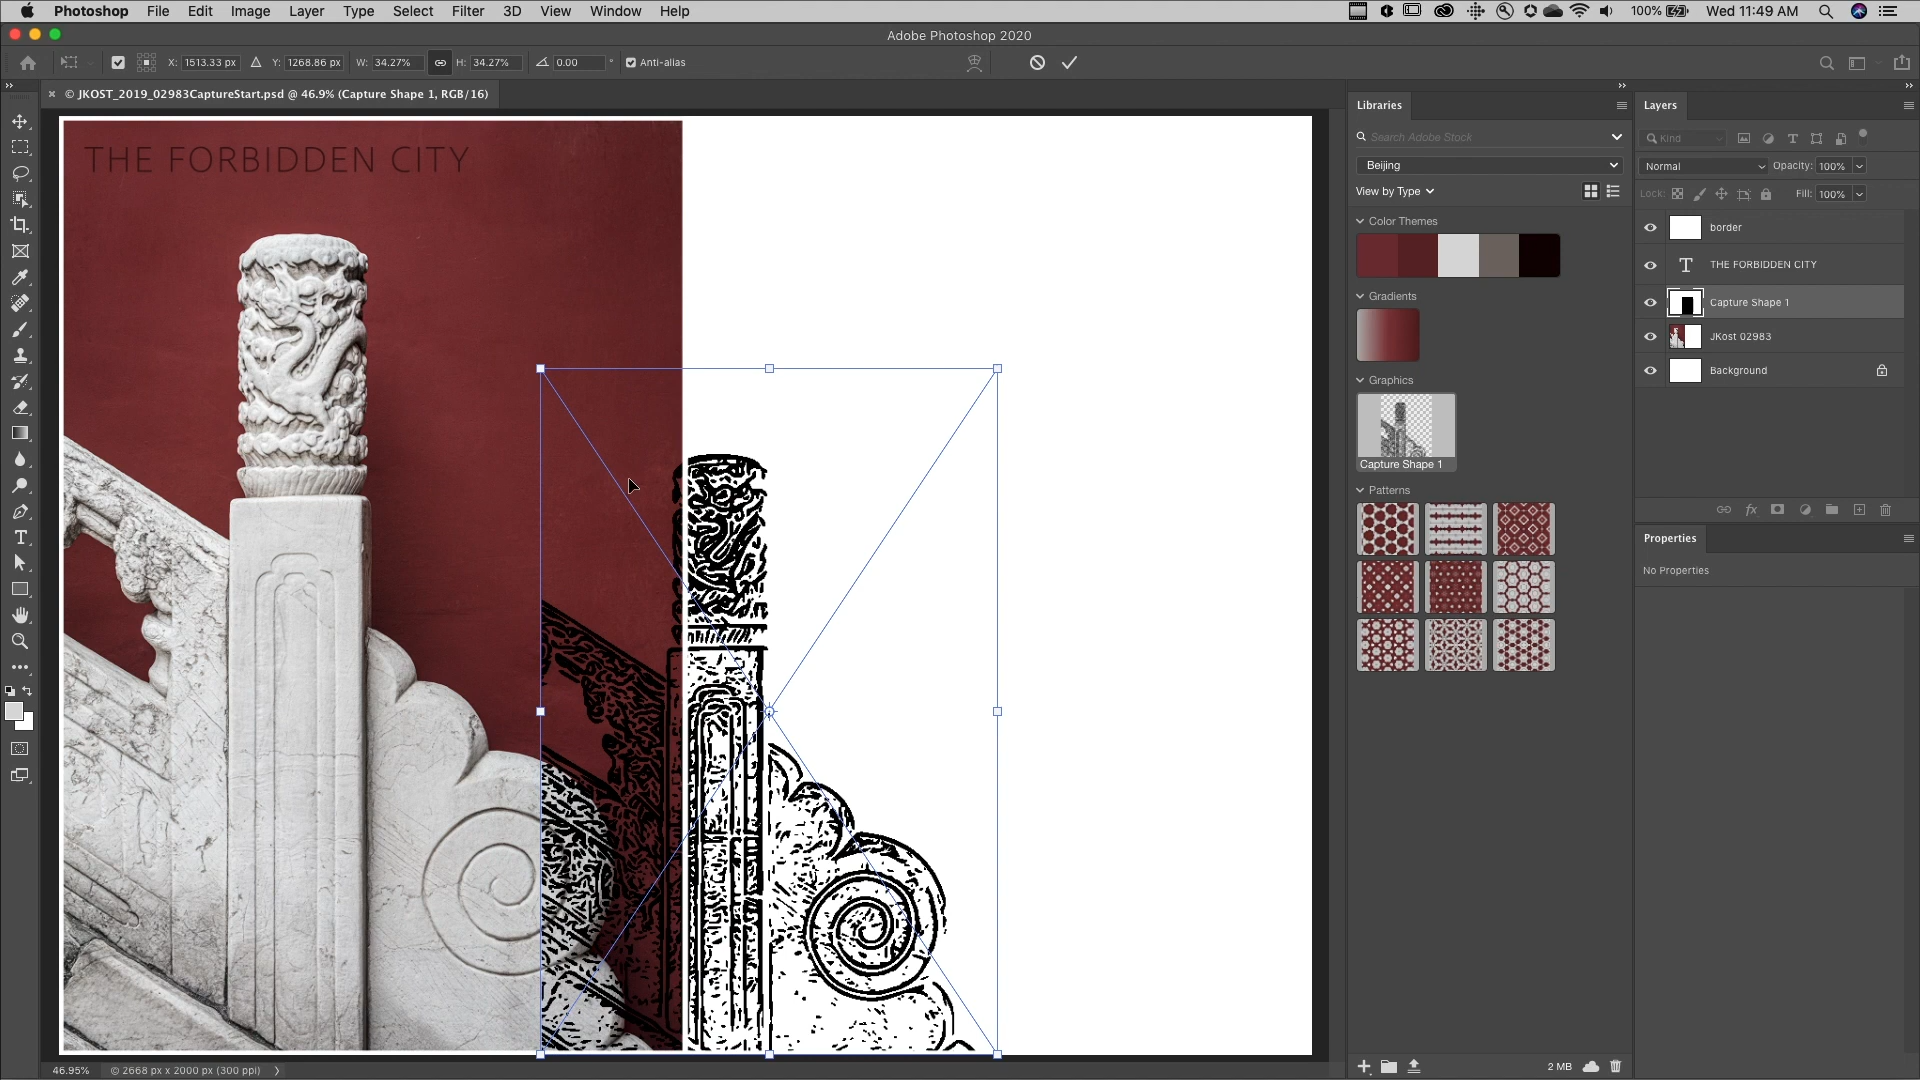 Photoshop File Edit Image Layer Type Select Filter 3D View Window Help 100% Wed 11:49 AM
Adobe Photoshop 2020
X: 1513.33 px Y: 1268.86 px W: 34.27% H: 34.27% 0.00 ° Anti-alias
© JKOST_2019_02983CaptureStart.psd @ 46.9% (Capture Shape 1, RGB/16)
THE FORBIDDEN CITY
46.95% © 2668 px x 2000 px (300 ppi)
Libraries
Search Adobe Stock
Beijing
View by Type
Color Themes
Gradients
Graphics
Capture Shape 1
Patterns
2 MB
Layers
Kind
Normal Opacity: 100%
Lock: Fill: 100%
border
THE FORBIDDEN CITY
Capture Shape 1
JKost 02983
Background
Properties
No Properties